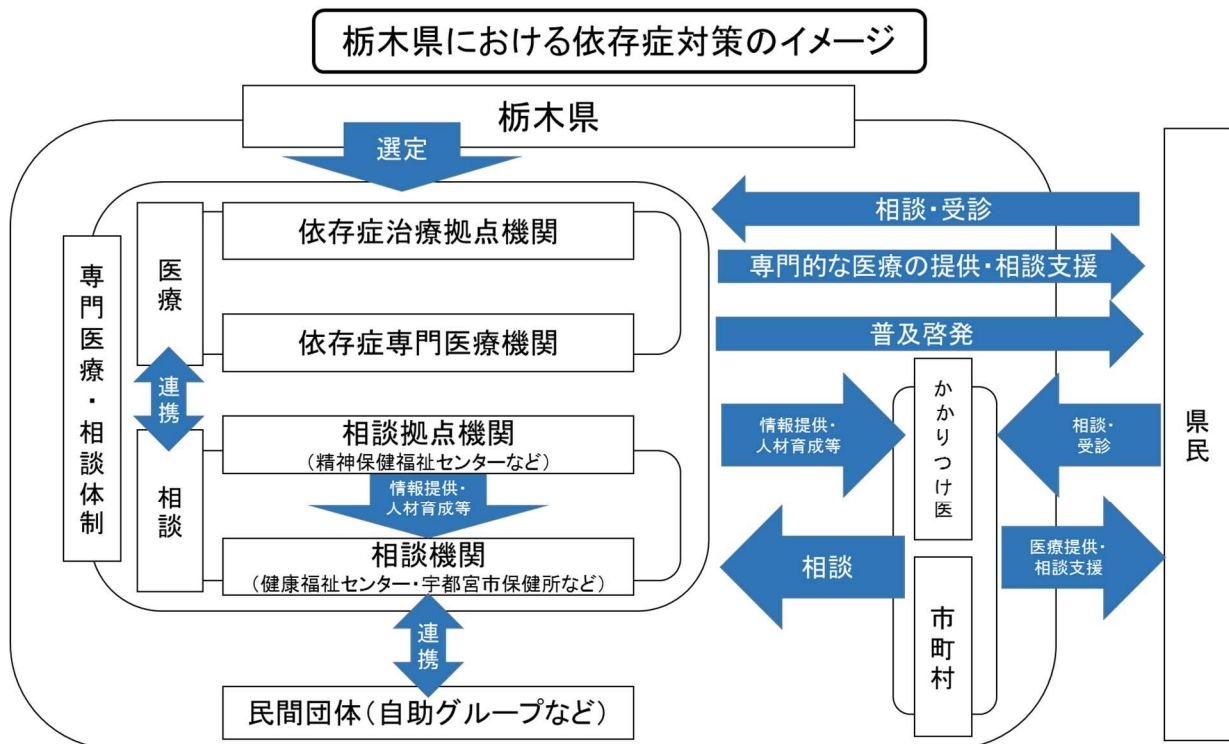 栃木県における依存症対策のイメージ
栃木県
選定
専門医療・相談体制
医療
連携
相談
依存症治療拠点機関
依存症専門医療機関
相談拠点機関
（精神保健福祉センターなど）
情報提供・
人材育成等
相談機関
（健康福祉センター・宇都宮市保健所など）
連携
民間団体（自助グループなど）
相談・受診
専門的な医療の提供・相談支援
普及啓発
情報提供・
人材育成等
相談
かかりつけ医
市町村
相談・
受診
医療提供・
相談支援
県民